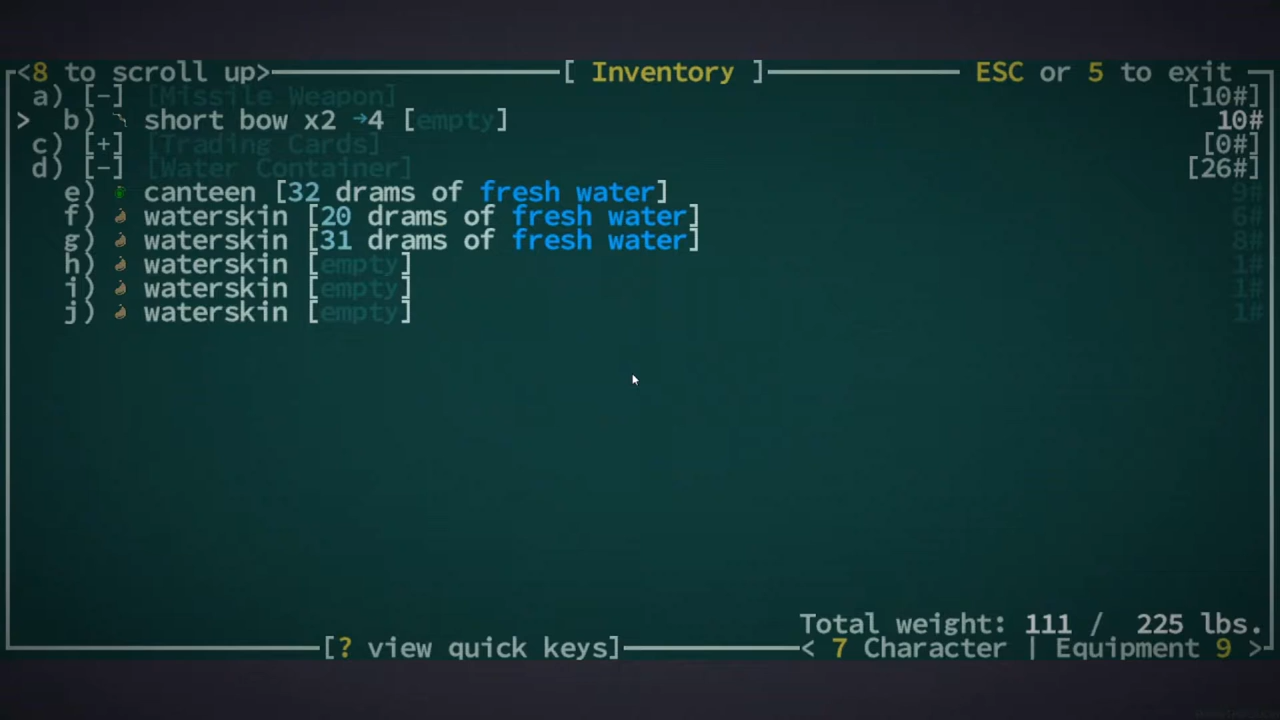 <8 to scroll up> [ Inventory ] ESC or 5 to exit
a) [-] [Missile Weapon] [10#]
> b) short bow x2 →4 [empty] 10#
c) [+] [Trading Cards] [0#]
d) [-] [Water Container] [26#]
e) canteen [32 drams of fresh water] 9#
f) waterskin [20 drams of fresh water] 6#
g) waterskin [31 drams of fresh water] 8#
h) waterskin [empty] 1#
i) waterskin [empty] 1#
j) waterskin [empty] 1#
Total weight: 111 / 225 lbs.
[? view quick keys] < 7 Character | Equipment 9 >